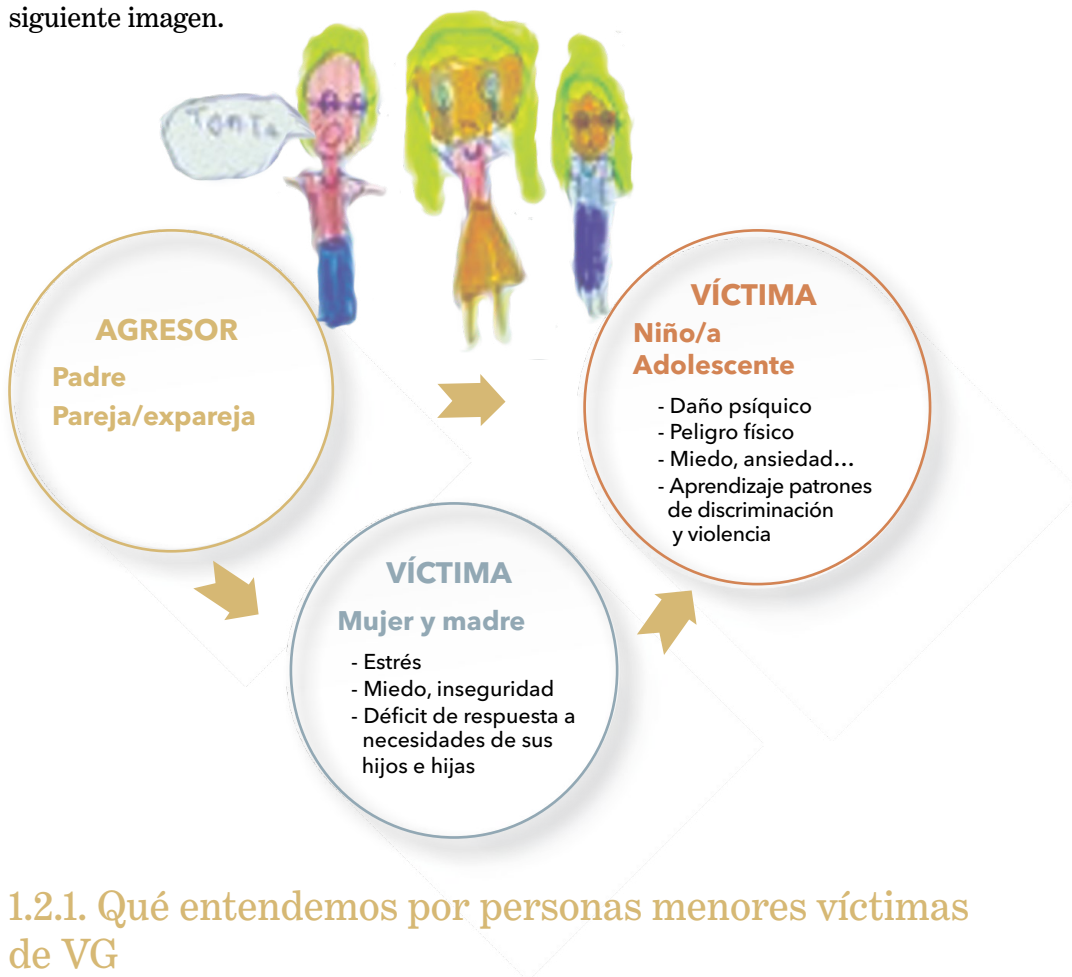 siguiente imagen.
Tonta
AGRESOR
Padre
Pareja/expareja
VÍCTIMA
Niño/a
Adolescente
- Daño psíquico
- Peligro físico
- Miedo, ansiedad...
- Aprendizaje patrones
de discriminación
y violencia
VÍCTIMA
Mujer y madre
- Estrés
- Miedo, inseguridad
- Déficit de respuesta a
necesidades de sus
hijos e hijas
1.2.1. Qué entendemos por personas menores víctimas
de VG